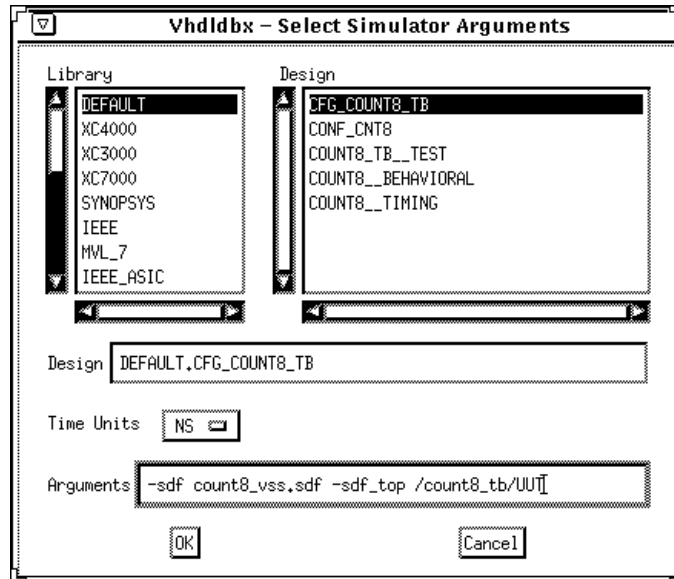 Vhdldbx – Select Simulator Arguments
Library
DEFAULT
XC4000
XC3000
XC7000
SYNOPSYS
IEEE
MVL_7
IEEE_ASIC
Design
CFG_COUNT8_TB
CONF_CNT8
COUNT8_TB__TEST
COUNT8__BEHAVIORAL
COUNT8__TIMING
Design DEFAULT.CFG_COUNT8_TB
Time Units NS
Arguments -sdf count8_vss.sdf -sdf_top /count8_tb/UUT
OK Cancel